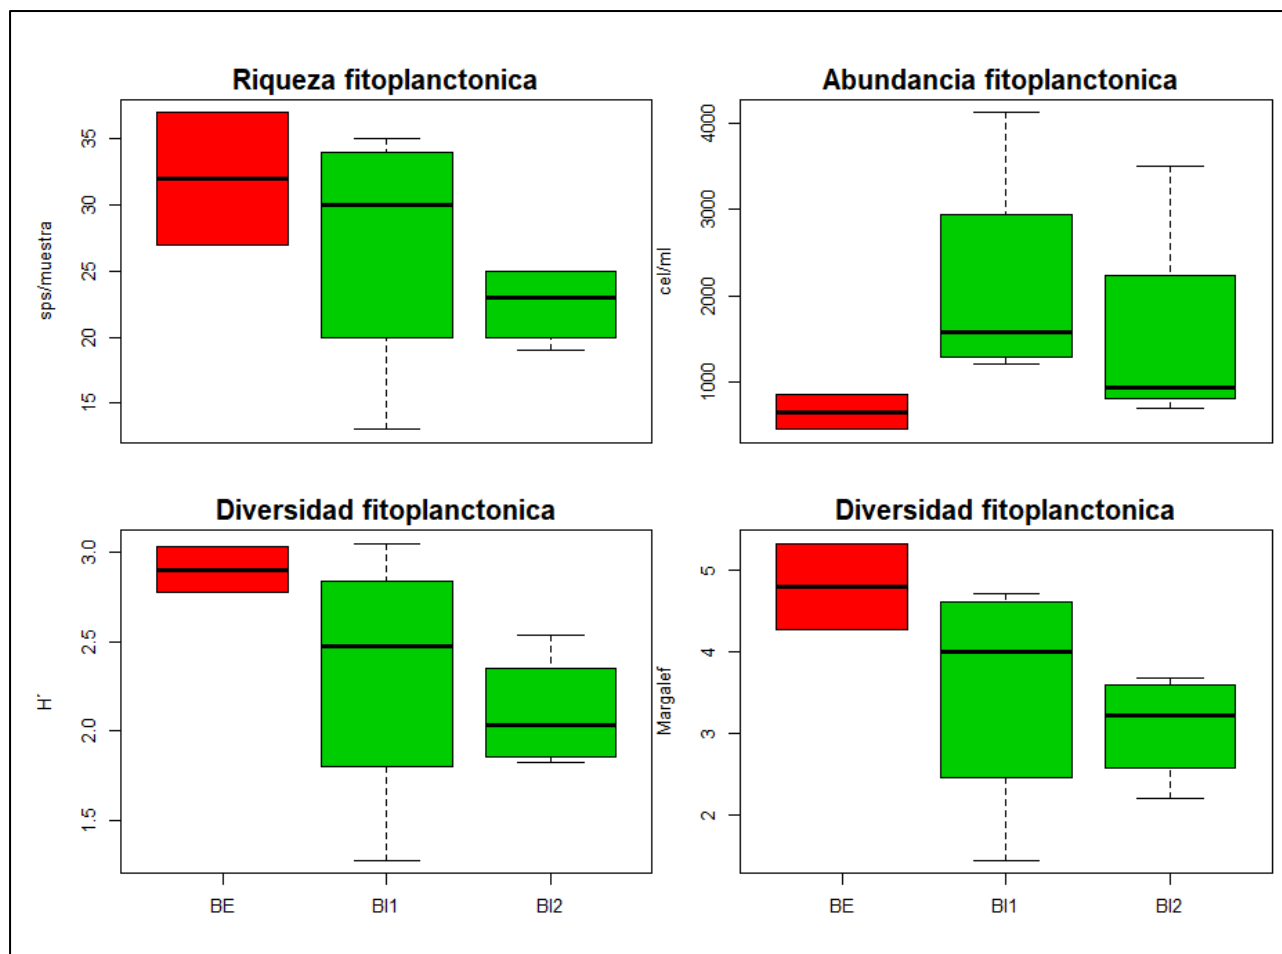 Riqueza fitoplanctonica
sps/muestra
35
30
25
20
15
Abundancia fitoplanctonica
cel/ml
4000
3000
2000
1000
Diversidad fitoplanctonica
H´
3.0
2.5
2.0
1.5
BE
BI1
BI2
Diversidad fitoplanctonica
Margalef
5
4
3
2
BE
BI1
BI2